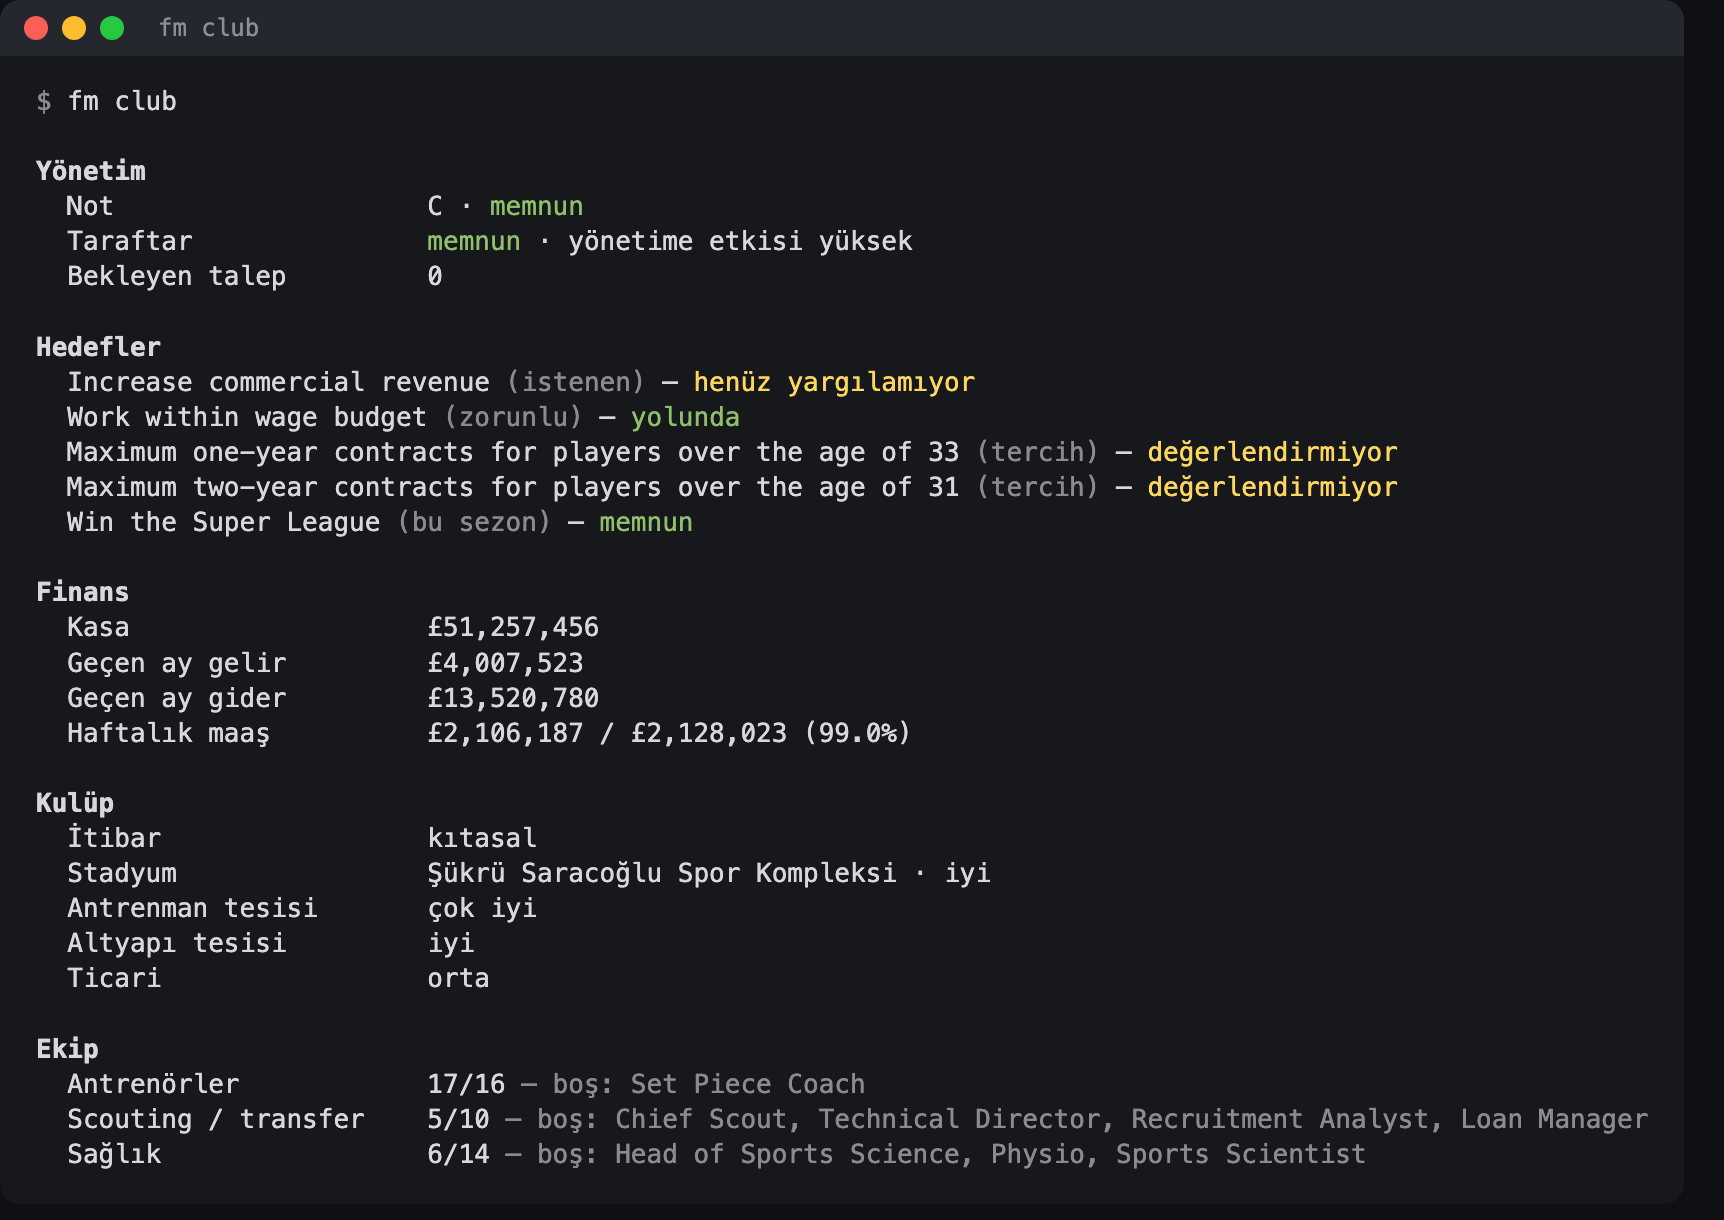 fm club
$ fm club
Yönetim
Not C · memnun
Taraftar memnun · yönetime etkisi yüksek
Bekleyen talep 0
Hedefler
Increase commercial revenue (istenen) — henüz yargılamıyor
Work within wage budget (zorunlu) — yolunda
Maximum one-year contracts for players over the age of 33 (tercih) — değerlendirmiyor
Maximum two-year contracts for players over the age of 31 (tercih) — değerlendirmiyor
Win the Super League (bu sezon) — memnun
Finans
Kasa £51,257,456
Geçen ay gelir £4,007,523
Geçen ay gider £13,520,780
Haftalık maaş £2,106,187 / £2,128,023 (99.0%)
Kulüp
İtibar kıtasal
Stadyum Şükrü Saracoğlu Spor Kompleksi · iyi
Antrenman tesisi çok iyi
Altyapı tesisi iyi
Ticari orta
Ekip
Antrenörler 17/16 — boş: Set Piece Coach
Scouting / transfer 5/10 — boş: Chief Scout, Technical Director, Recruitment Analyst, Loan Manager
Sağlık 6/14 — boş: Head of Sports Science, Physio, Sports Scientist